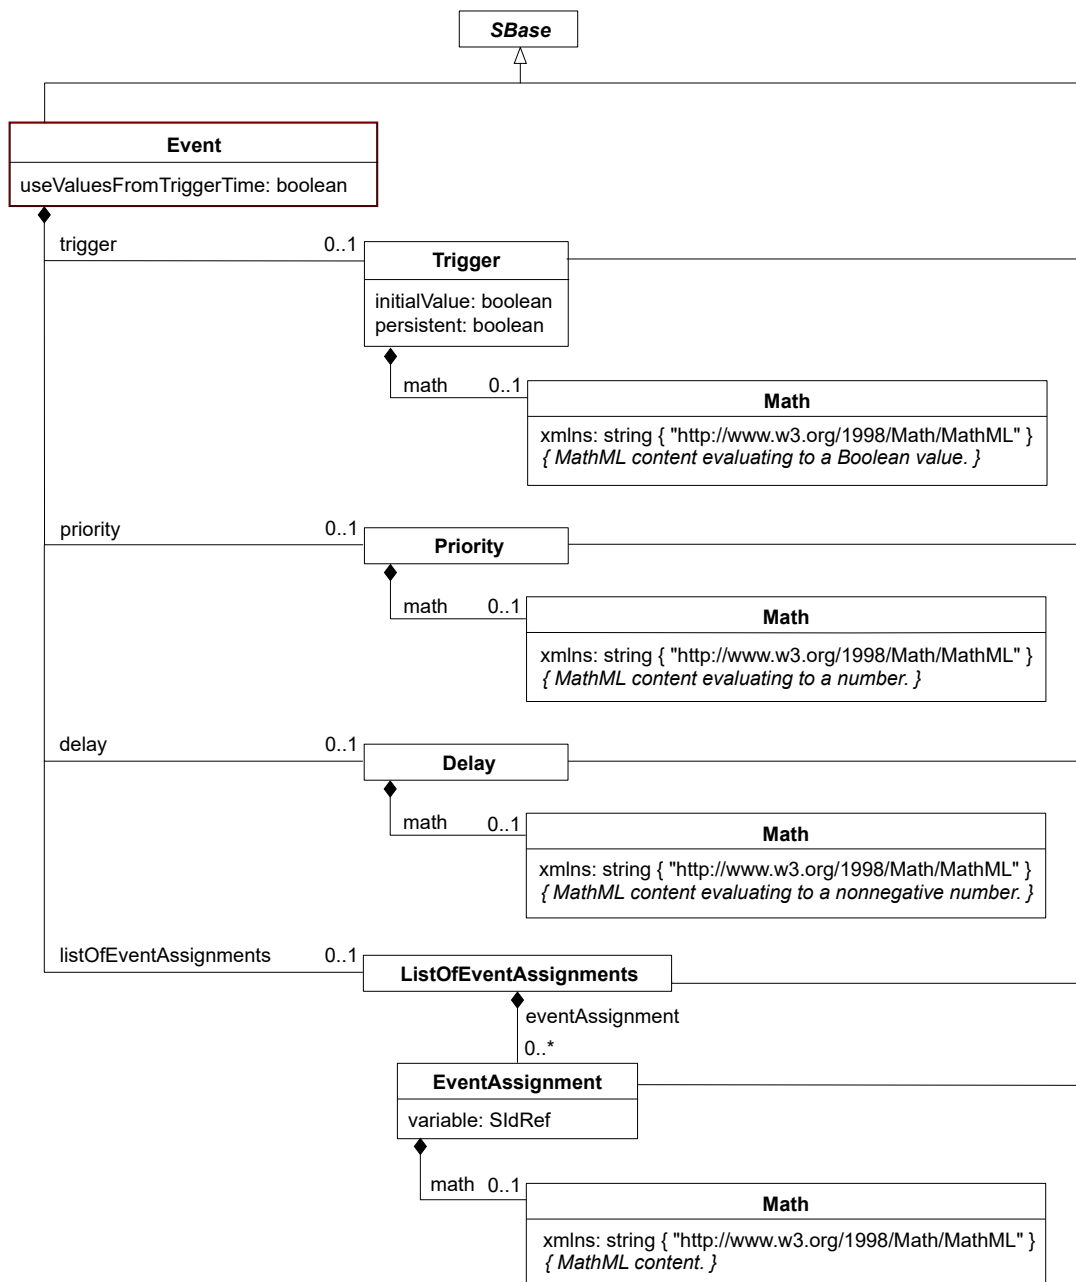 SBase
Event
useValuesFromTriggerTime: boolean
trigger
0..1
Trigger
initialValue: boolean
persistent: boolean
math
0..1
Math
xmlns: string { "http://www.w3.org/1998/Math/MathML" }
{ MathML content evaluating to a Boolean value. }
priority
0..1
Priority
math
0..1
Math
xmlns: string { "http://www.w3.org/1998/Math/MathML" }
{ MathML content evaluating to a number. }
delay
0..1
Delay
math
0..1
Math
xmlns: string { "http://www.w3.org/1998/Math/MathML" }
{ MathML content evaluating to a nonnegative number. }
listOfEventAssignments
0..1
ListOfEventAssignments
eventAssignment
0..*
EventAssignment
variable: SIdRef
math
0..1
Math
xmlns: string { "http://www.w3.org/1998/Math/MathML" }
{ MathML content. }